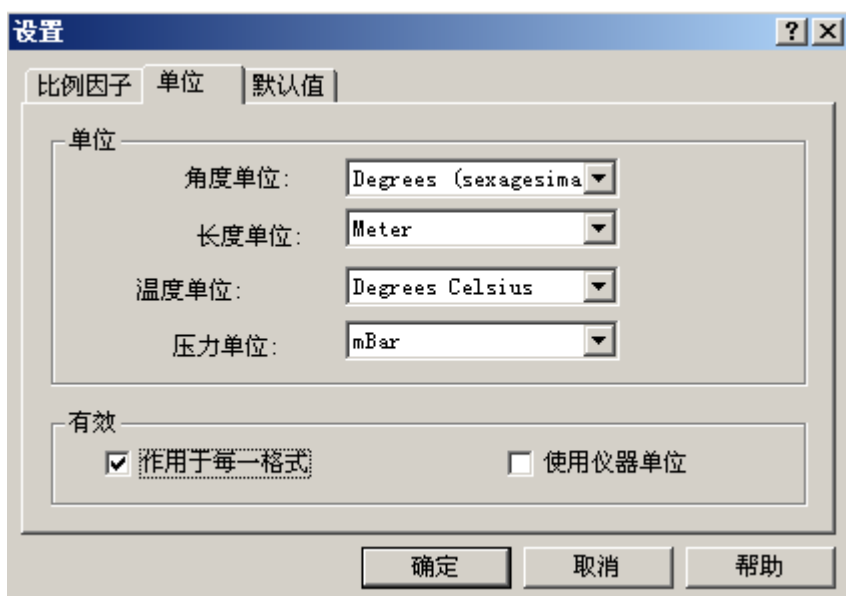 设置
比例因子 单位 默认值
单位
角度单位: Degrees (sexagesima
长度单位: Meter
温度单位: Degrees Celsius
压力单位: mBar
有效
作用于每一格式 使用仪器单位
确定 取消 帮助